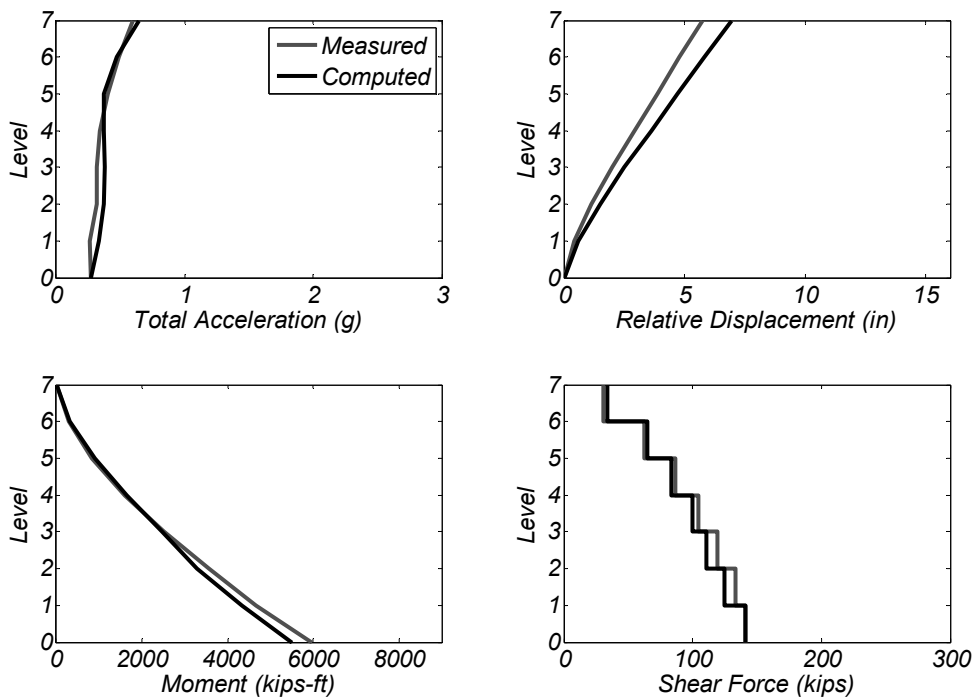 7
6
5
4
3
2
1
0
Level
Measured
Computed
0 1 2 3
Total Acceleration (g)
7
6
5
4
3
2
1
0
Level
0 5 10 15
Relative Displacement (in)
7
6
5
4
3
2
1
0
Level
0 2000 4000 6000 8000
Moment (kips-ft)
7
6
5
4
3
2
1
0
Level
0 100 200 300
Shear Force (kips)